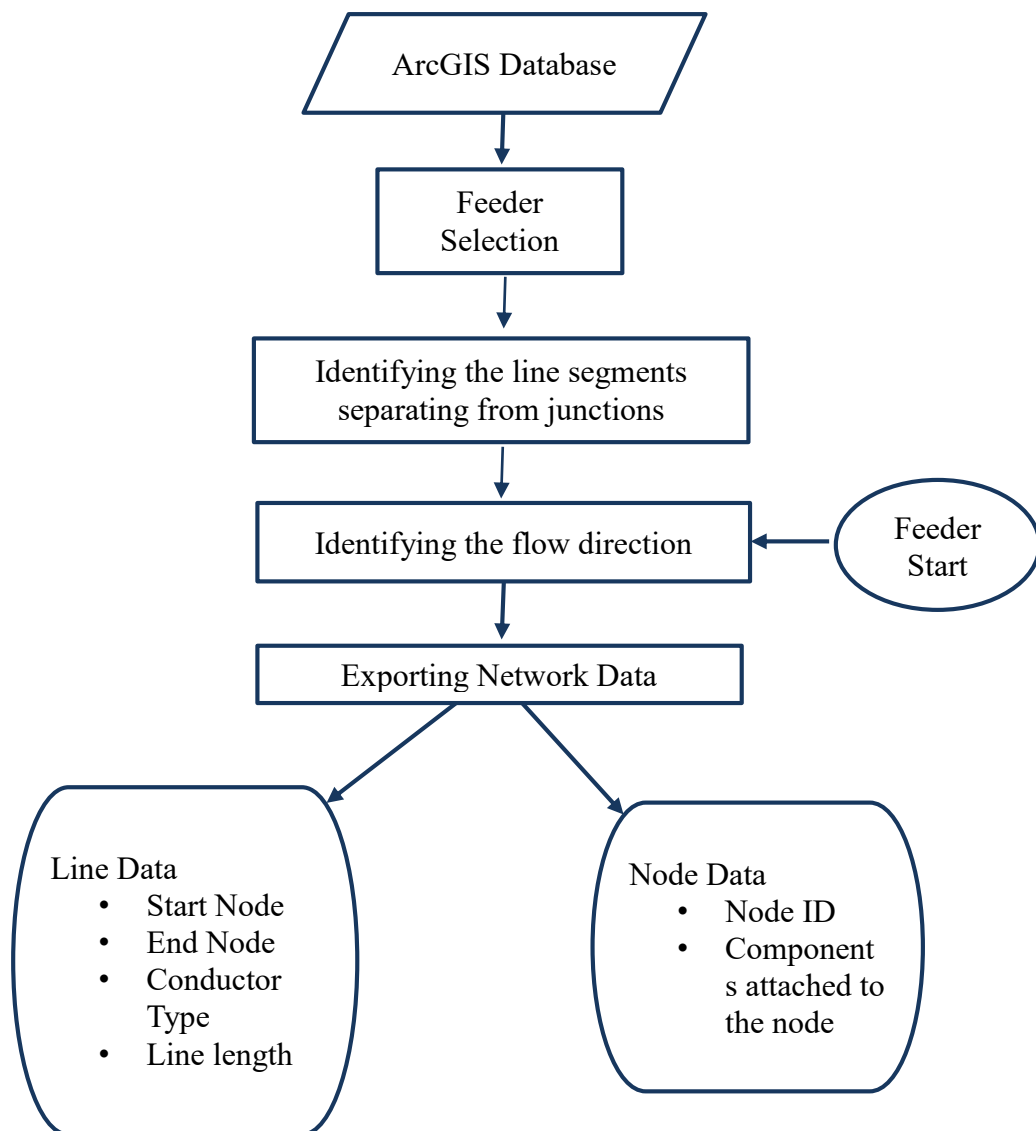 ArcGIS Database
Feeder
Selection
Identifying the line segments
separating from junctions
Identifying the flow direction
Feeder
Start
Exporting Network Data
Line Data
• Start Node
• End Node
• Conductor
Type
• Line length
Node Data
• Node ID
• Component
s attached to
the node